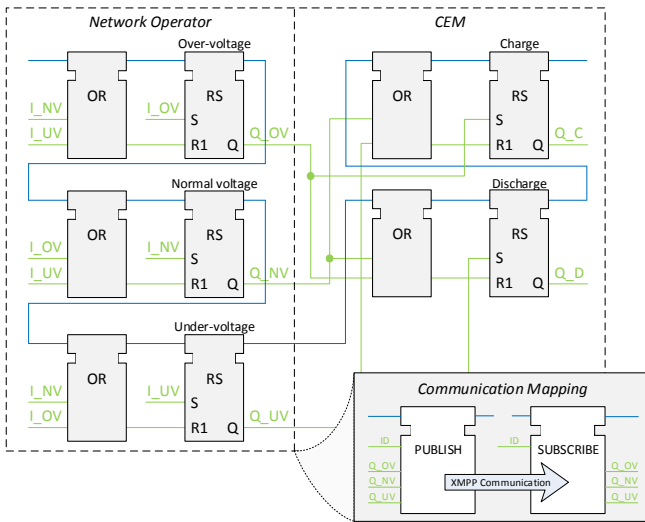 Network Operator
CEM
Over-voltage
Charge
OR
RS
I_NV
I_OV
S
I_UV
R1
Q
Q_OV
OR
RS
S
R1
Q
Q_C
Normal voltage
Discharge
OR
RS
I_OV
I_NV
S
I_UV
R1
Q
Q_NV
OR
RS
S
R1
Q
Q_D
Under-voltage
OR
RS
I_NV
I_UV
S
I_OV
R1
Q
Q_UV
Communication Mapping
ID
PUBLISH
ID
SUBSCRIBE
Q_OV
Q_NV
Q_UV
XMPP Communication
Q_OV
Q_NV
Q_UV